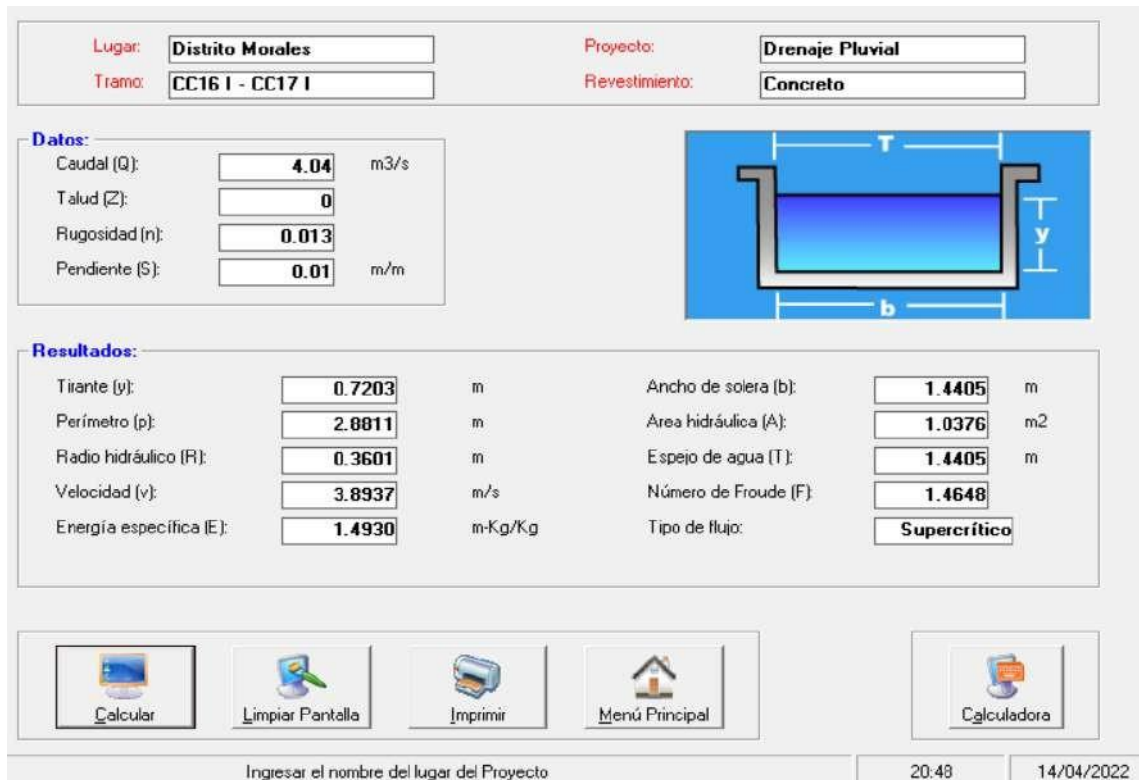 Lugar: Distrito Morales Proyecto: Drenaje Pluvial
Tramo: CC16 I - CC17 I Revestimiento: Concreto
Datos:
Caudal (Q): 4.04 m3/s
Talud (Z): 0
Rugosidad (n): 0.013
Pendiente (S): 0.01 m/m
T
y
b
Resultados:
Tirante (y): 0.7203 m Ancho de solera (b): 1.4405 m
Perímetro (p): 2.8811 m Area hidráulica (A): 1.0376 m2
Radio hidráulico (R): 0.3601 m Espejo de agua (T): 1.4405 m
Velocidad (v): 3.8937 m/s Número de Froude (F): 1.4648
Energía específica (E): 1.4930 m-Kg/Kg Tipo de flujo: Supercrítico
Calcular Limpiar Pantalla Imprimir Menú Principal Calculadora
Ingresar el nombre del lugar del Proyecto 20:48 14/04/2022